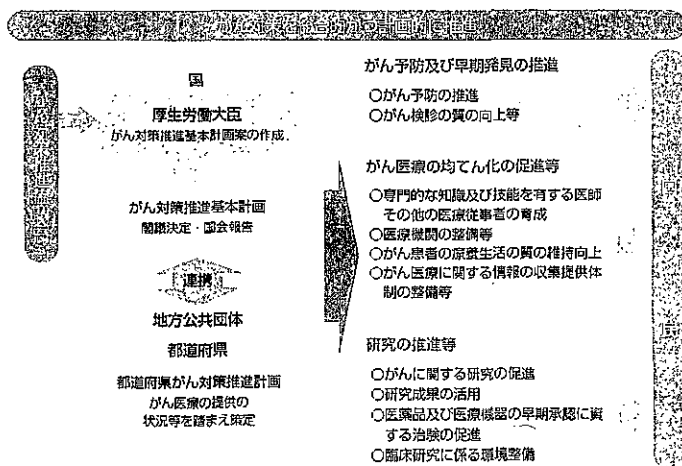 国
厚生労働大臣
がん対策推進基本計画案の作成
がん対策推進基本計画
閣議決定・国会報告
連携
地方公共団体
都道府県
都道府県がん対策推進計画
がん医療の提供の
状況等を踏まえ策定
がん予防及び早期発見の推進
○がん予防の推進
○がん検診の質の向上等
がん医療の均てん化の促進等
○専門的な知識及び技能を有する医師
その他の医療従事者の育成
○医療機関の整備等
○がん患者の療養生活の質の維持向上
○がん医療に関する情報の収集提供体
制の整備等
研究の推進等
○がんに関する研究の促進
○研究成果の活用
○医薬品及び医療機器の早期承認に資
する治験の促進
○臨床研究に係る環境整備